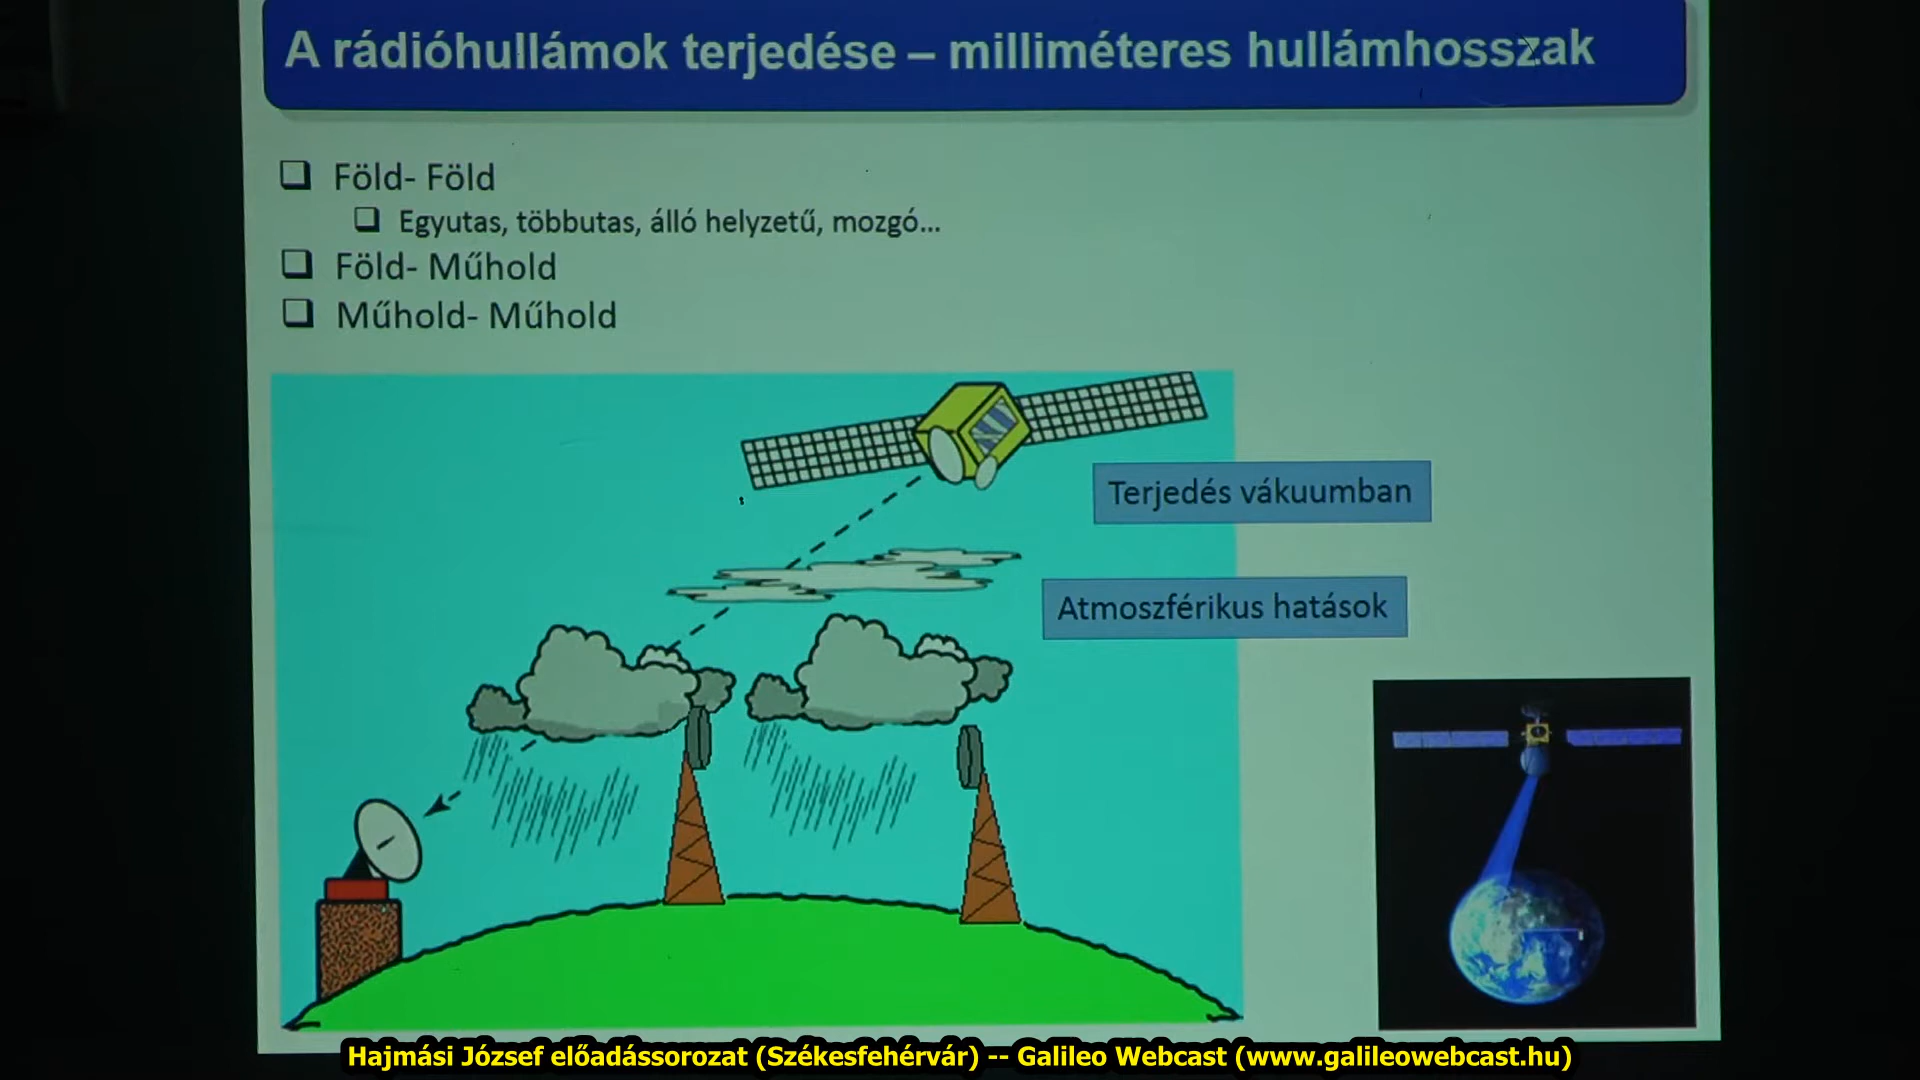 A rádióhullámok terjedése – milliméteres hullámhosszak
Föld- Föld
Egyutas, többutas, álló helyzetű, mozgó...
Föld- Műhold
Műhold- Műhold
Terjedés vákuumban
Atmoszférikus hatások
Hajmási József előadássorozat (Székesfehérvár) -- Galileo Webcast (www.galileowebcast.hu)